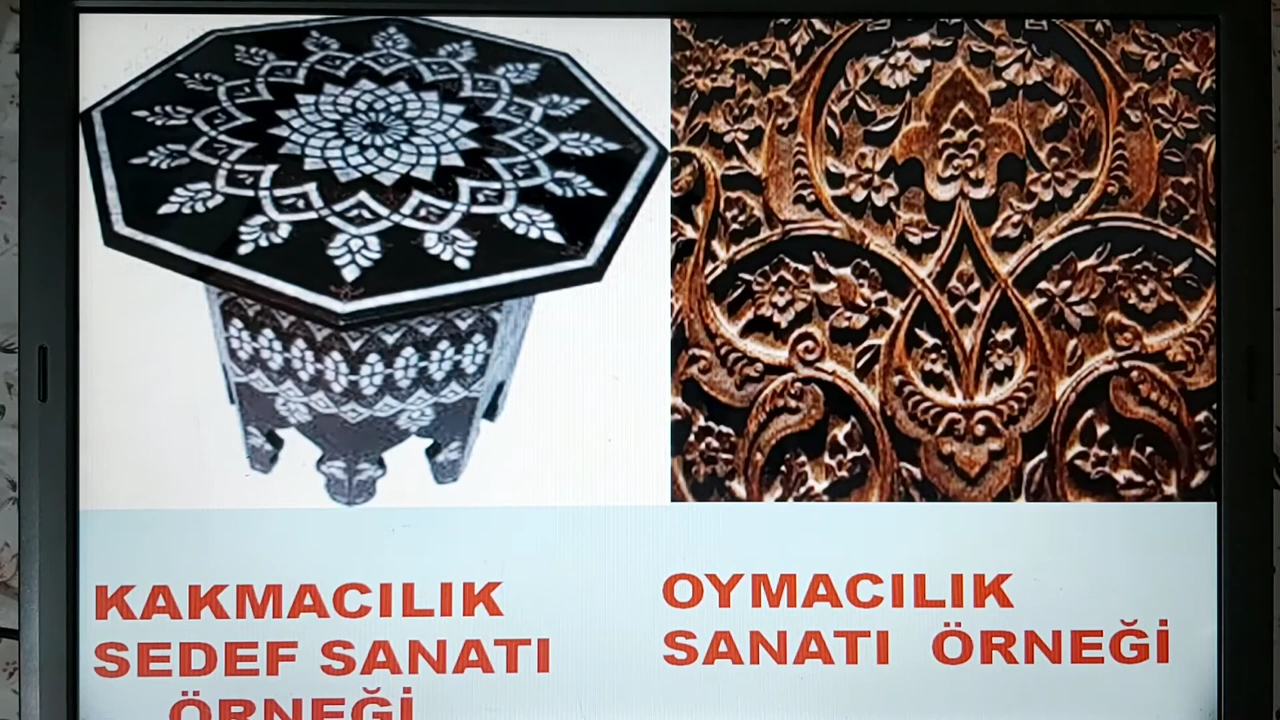 KAKMACILIK
SEDEF SANATI
ÖRNEĞİ
OYMACILIK
SANATI ÖRNEĞİ